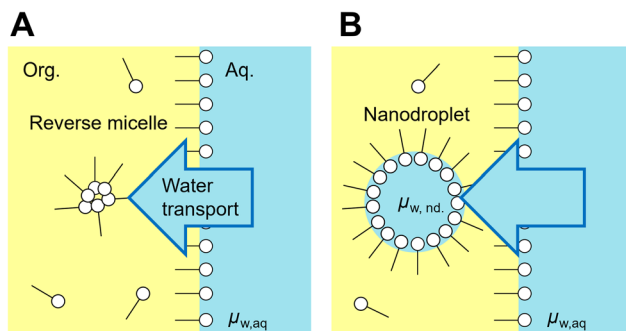 A
Org.
Aq.
Reverse micelle
Water
transport
μw,aq
B
Nanodroplet
μw, nd.
μw,aq